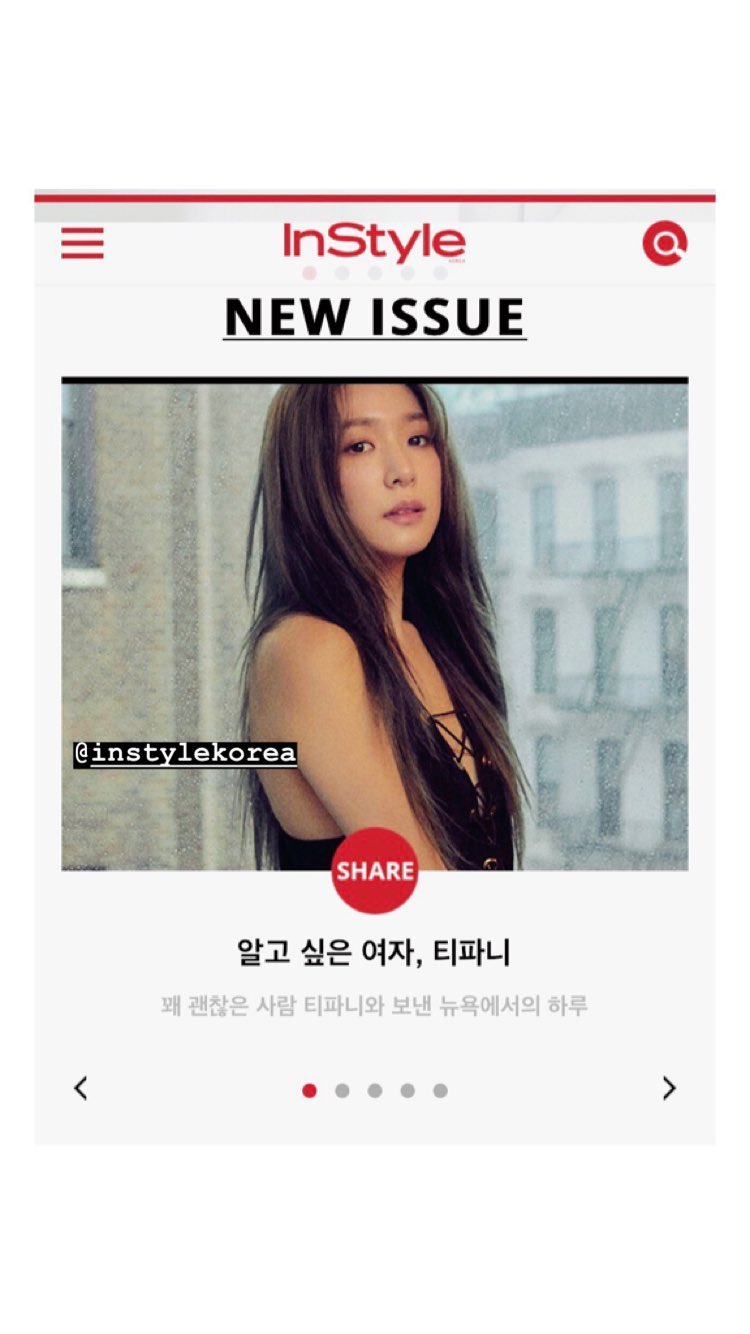 InStyle
KOREA
NEW ISSUE
@instylekorea
SHARE
알고 싶은 여자, 티파니
꽤 괜찮은 사람 티파니와 보낸 뉴욕에서의 하루